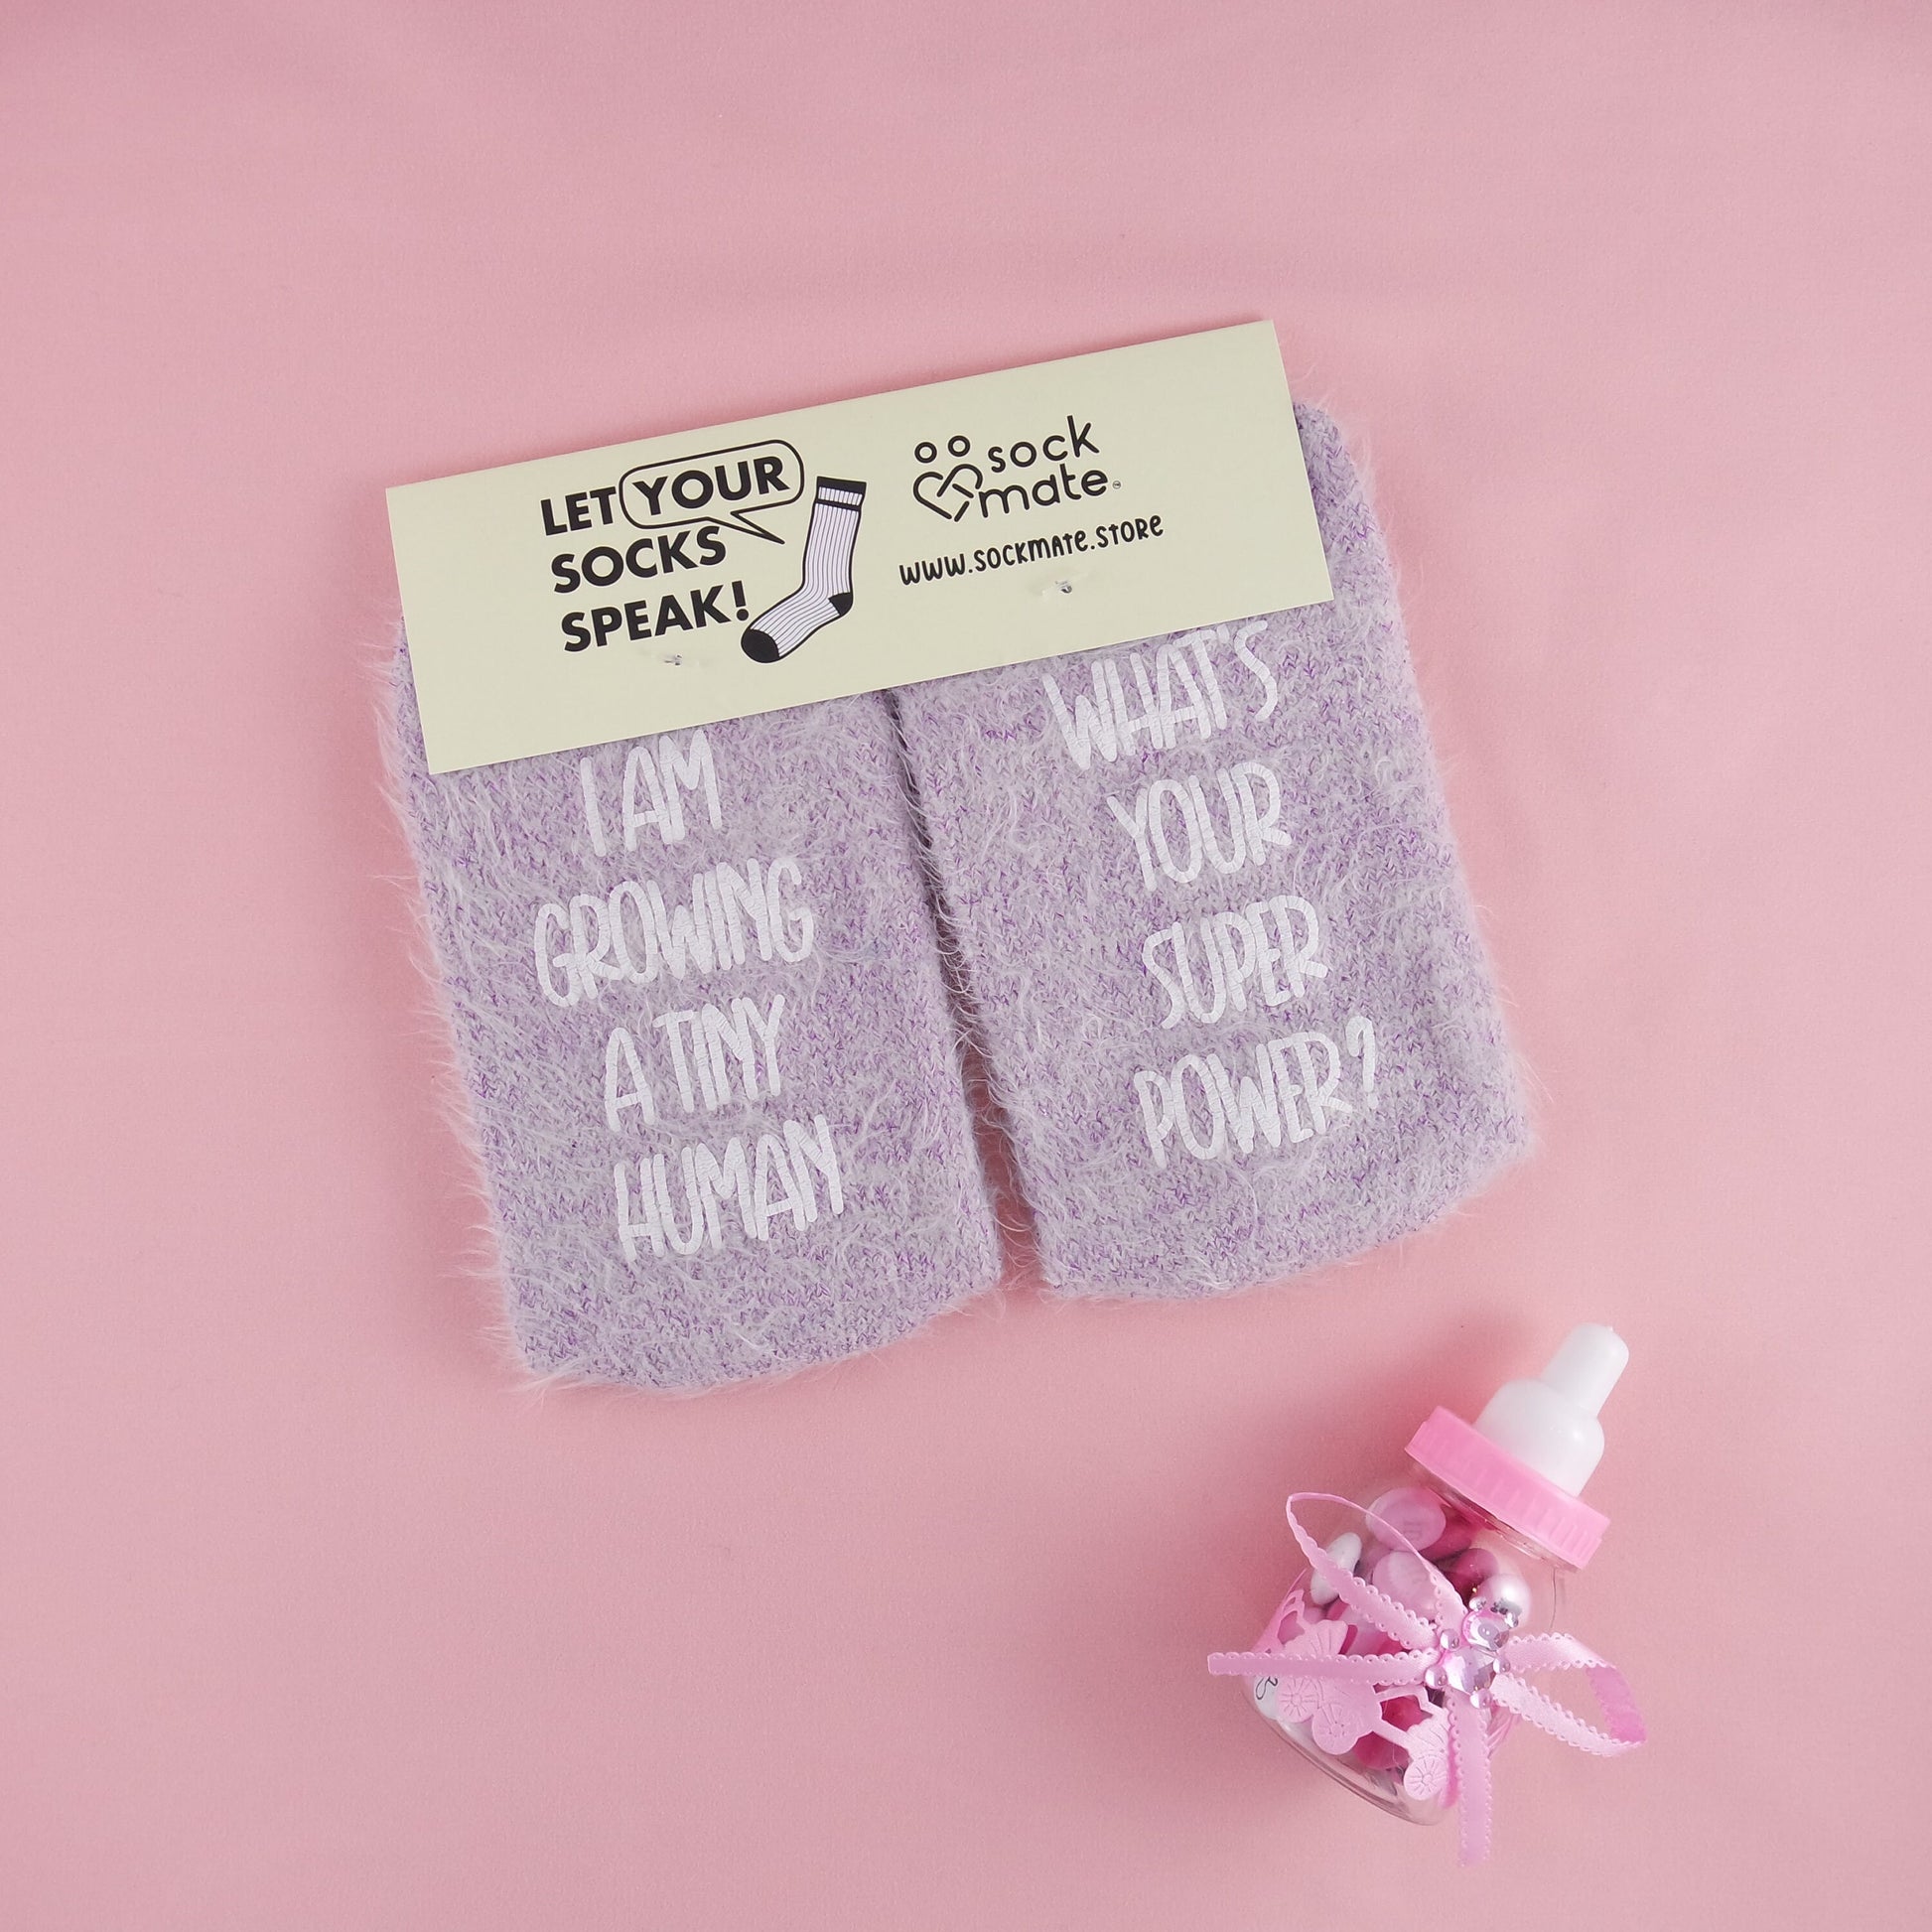 LET YOUR
SOCKS
SPEAK!
sock
mate
www.sockmate.store
I AM
GROWING
A TINY
HUMAN
WHAT'S
YOUR
SUPER
POWER?